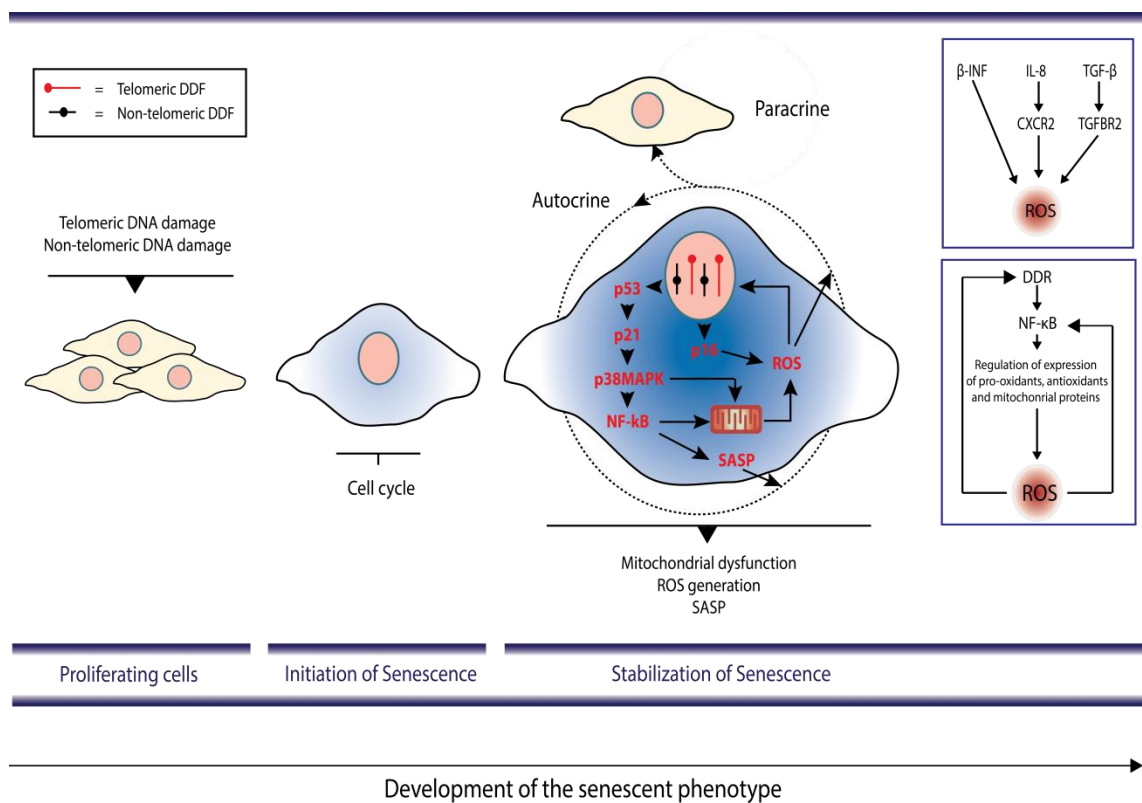 = Telomeric DDF
= Non-telomeric DDF
Telomeric DNA damage
Non-telomeric DNA damage
Cell cycle
Paracrine
Autocrine
p53
p21
p16
ROS
p38MAPK
NF-kB
SASP
Mitochondrial dysfunction
ROS generation
SASP
β-INF IL-8 TGF-β
CXCR2 TGFBR2
ROS
DDR
NF-κB
Regulation of expression
of pro-oxidants, antioxidants
and mitochonrial proteins
ROS
Proliferating cells
Initiation of Senescence
Stabilization of Senescence
Development of the senescent phenotype